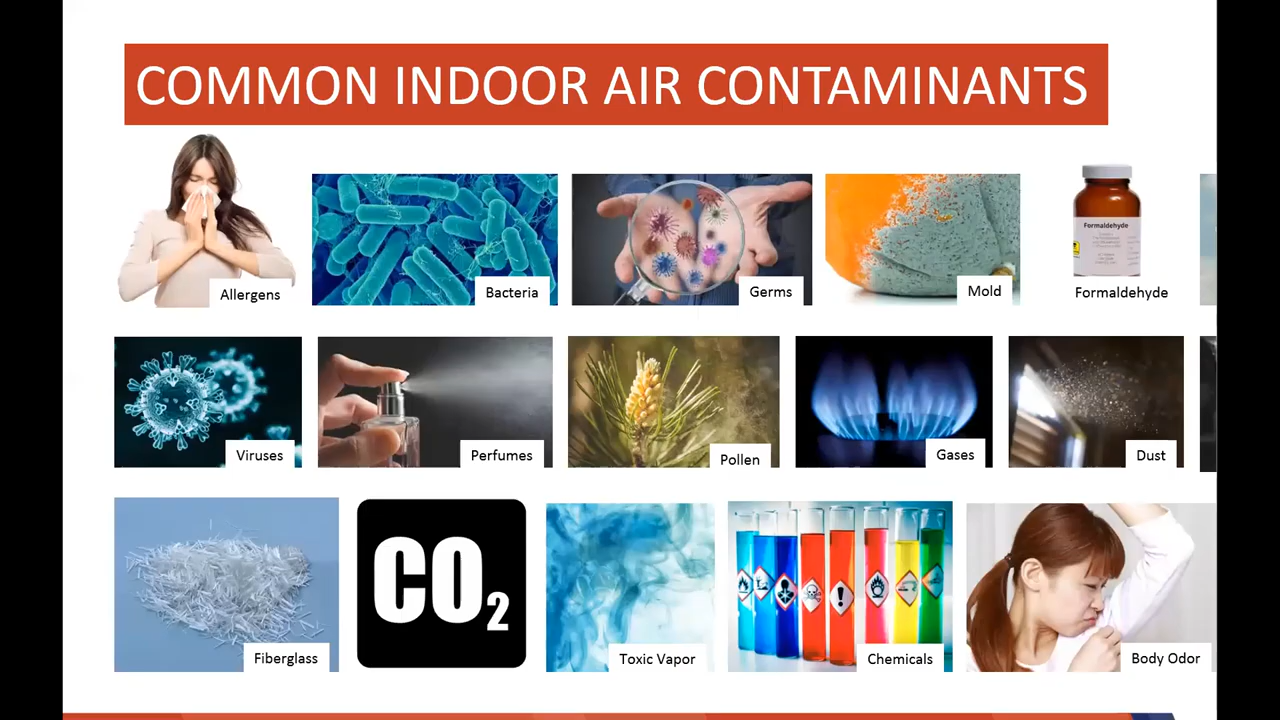 COMMON INDOOR AIR CONTAMINANTS
Allergens
Bacteria
Germs
Mold
Formaldehyde
Formaldehyde
Viruses
Perfumes
Pollen
Gases
Dust
Fiberglass
CO₂
Toxic Vapor
Chemicals
Body Odor